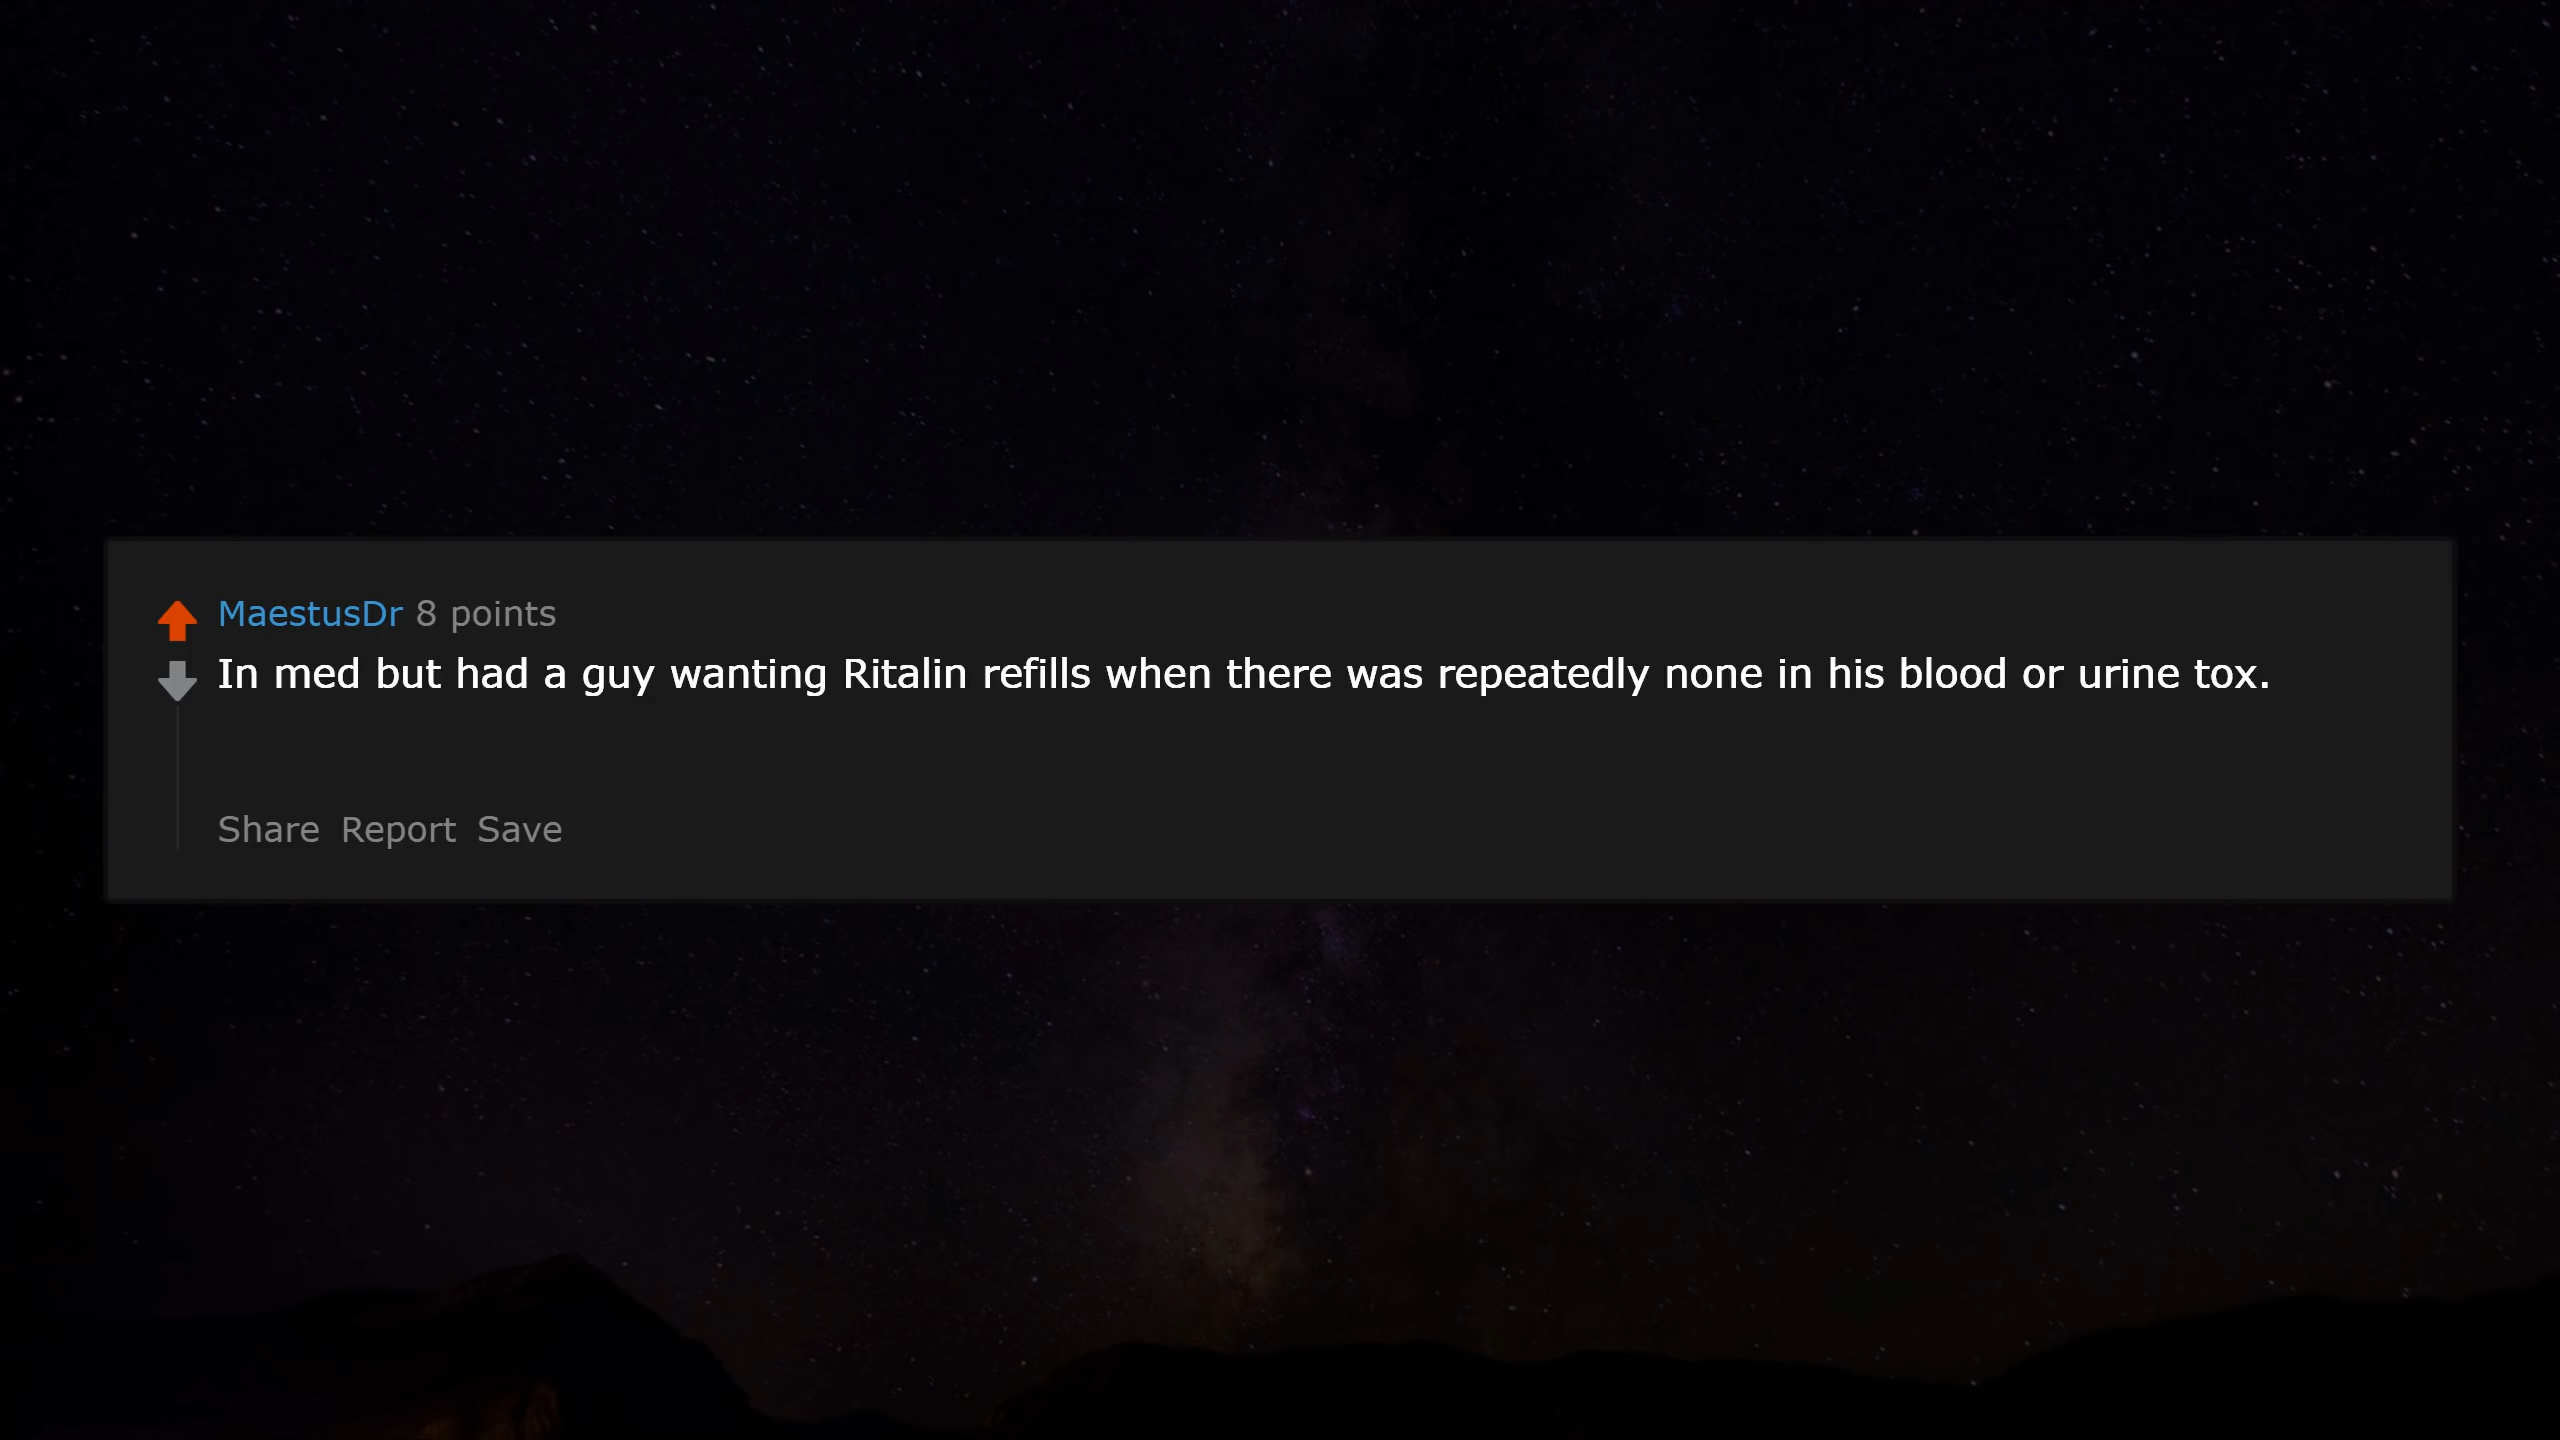 MaestusDr 8 points
In med but had a guy wanting Ritalin refills when there was repeatedly none in his blood or urine tox.
Share Report Save